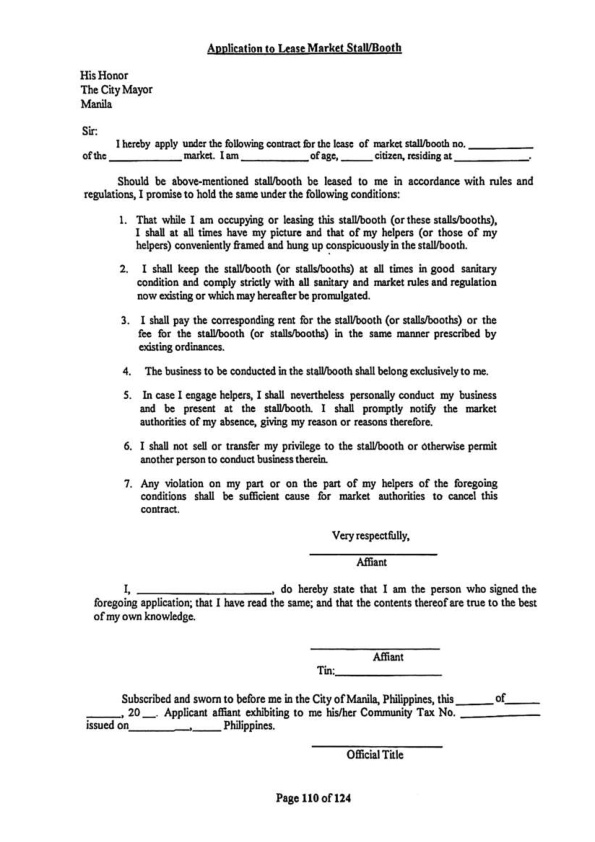 Application to Lease Market Stall/Booth
His Honor
The City Mayor
Manila
Sir:
I hereby apply under the following contract for the lease of market stall/booth no. ____________
of the ____________ market. I am ____________ of age, ______ citizen, residing at ____________.
Should be above-mentioned stall/booth be leased to me in accordance with rules and
regulations, I promise to hold the same under the following conditions:
1. That while I am occupying or leasing this stall/booth (or these stalls/booths),
I shall at all times have my picture and that of my helpers (or those of my
helpers) conveniently framed and hung up conspicuously in the stall/booth.
2. I shall keep the stall/booth (or stalls/booths) at all times in good sanitary
condition and comply strictly with all sanitary and market rules and regulation
now existing or which may hereafter be promulgated.
3. I shall pay the corresponding rent for the stall/booth (or stalls/booths) or the
fee for the stall/booth (or stalls/booths) in the same manner prescribed by
existing ordinances.
4. The business to be conducted in the stall/booth shall belong exclusively to me.
5. In case I engage helpers, I shall nevertheless personally conduct my business
and be present at the stall/booth. I shall promptly notify the market
authorities of my absence, giving my reason or reasons therefore.
6. I shall not sell or transfer my privilege to the stall/booth or otherwise permit
another person to conduct business therein.
7. Any violation on my part or on the part of my helpers of the foregoing
conditions shall be sufficient cause for market authorities to cancel this
contract.
Very respectfully,
____________________
Affiant
I, ______________________, do hereby state that I am the person who signed the
foregoing application; that I have read the same; and that the contents thereof are true to the best
of my own knowledge.
____________________
Affiant
Tin:__________________
Subscribed and sworn to before me in the City of Manila, Philippines, this ______ of______
______, 20 __. Applicant affiant exhibiting to me his/her Community Tax No. ____________
issued on__________,_____ Philippines.
____________________
Official Title
Page 110 of 124